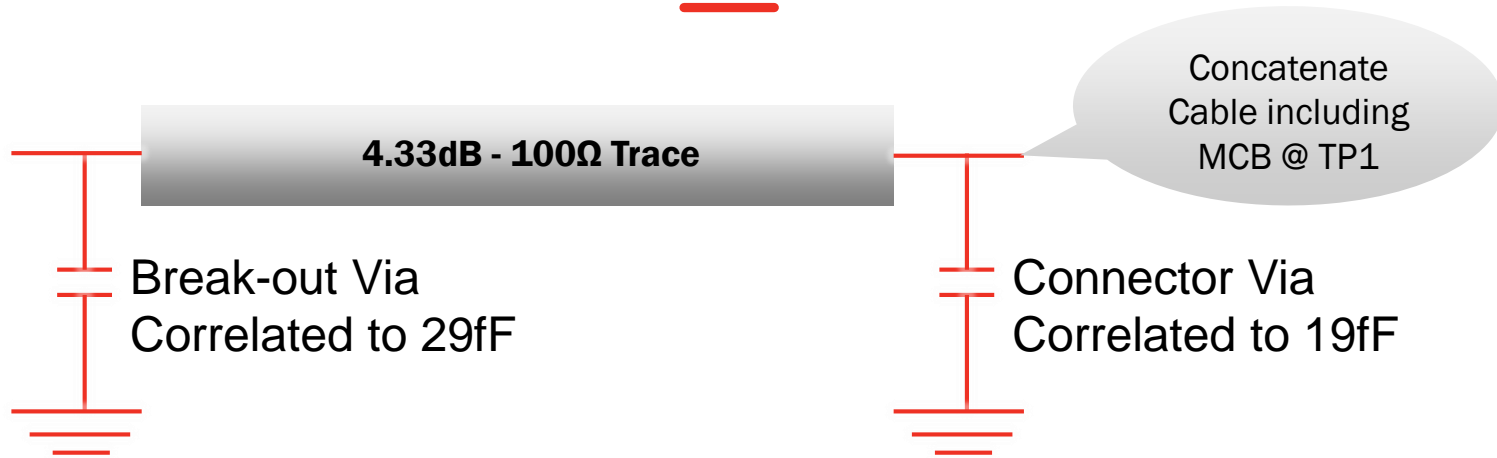 Concatenate
Cable including
MCB @ TP1
4.33dB - 100Ω Trace
Break-out Via
Correlated to 29fF
Connector Via
Correlated to 19fF